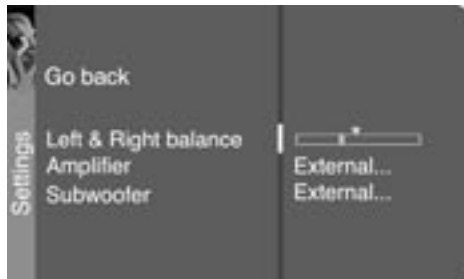 Settings
Go back
Left & Right balance
Amplifier External...
Subwoofer External...